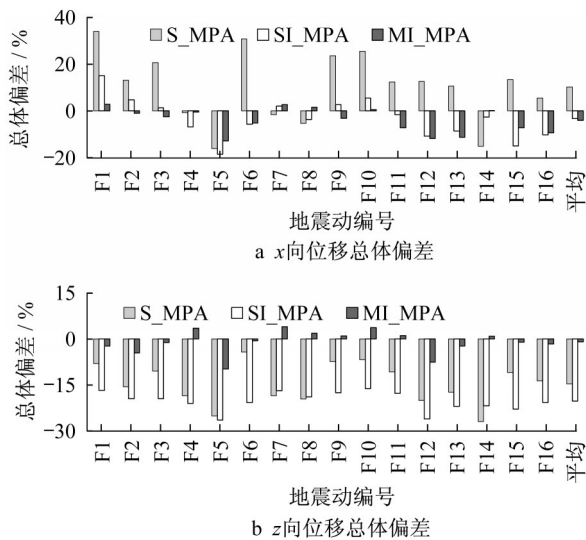 40
S_MPA SI_MPA MI_MPA
20
0
−20
总体偏差 / %
F1 F2 F3 F4 F5 F6 F7 F8 F9 F10 F11 F12 F13 F14 F15 F16 平均
地震动编号
a x向位移总体偏差
15
S_MPA SI_MPA MI_MPA
0
−15
−30
总体偏差 / %
F1 F2 F3 F4 F5 F6 F7 F8 F9 F10 F11 F12 F13 F14 F15 F16 平均
地震动编号
b z向位移总体偏差